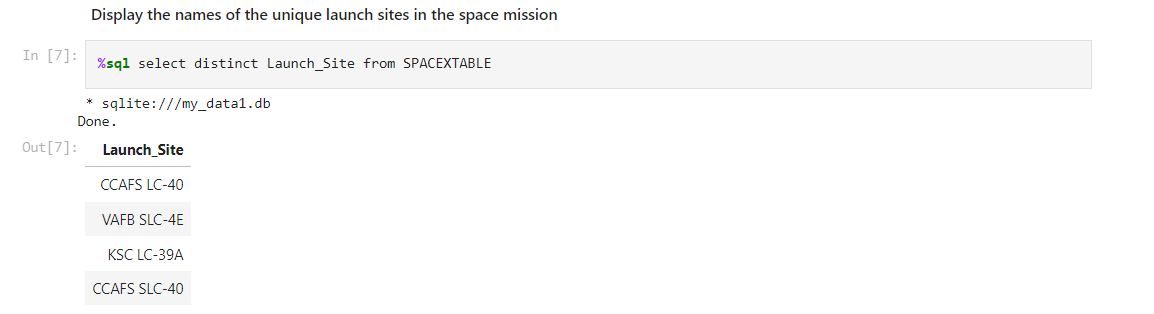 Display the names of the unique launch sites in the space mission
In [7]: %sql select distinct Launch_Site from SPACEXTABLE
* sqlite:///my_data1.db
Done.
Out[7]: Launch_Site
CCAFS LC-40
VAFB SLC-4E
KSC LC-39A
CCAFS SLC-40